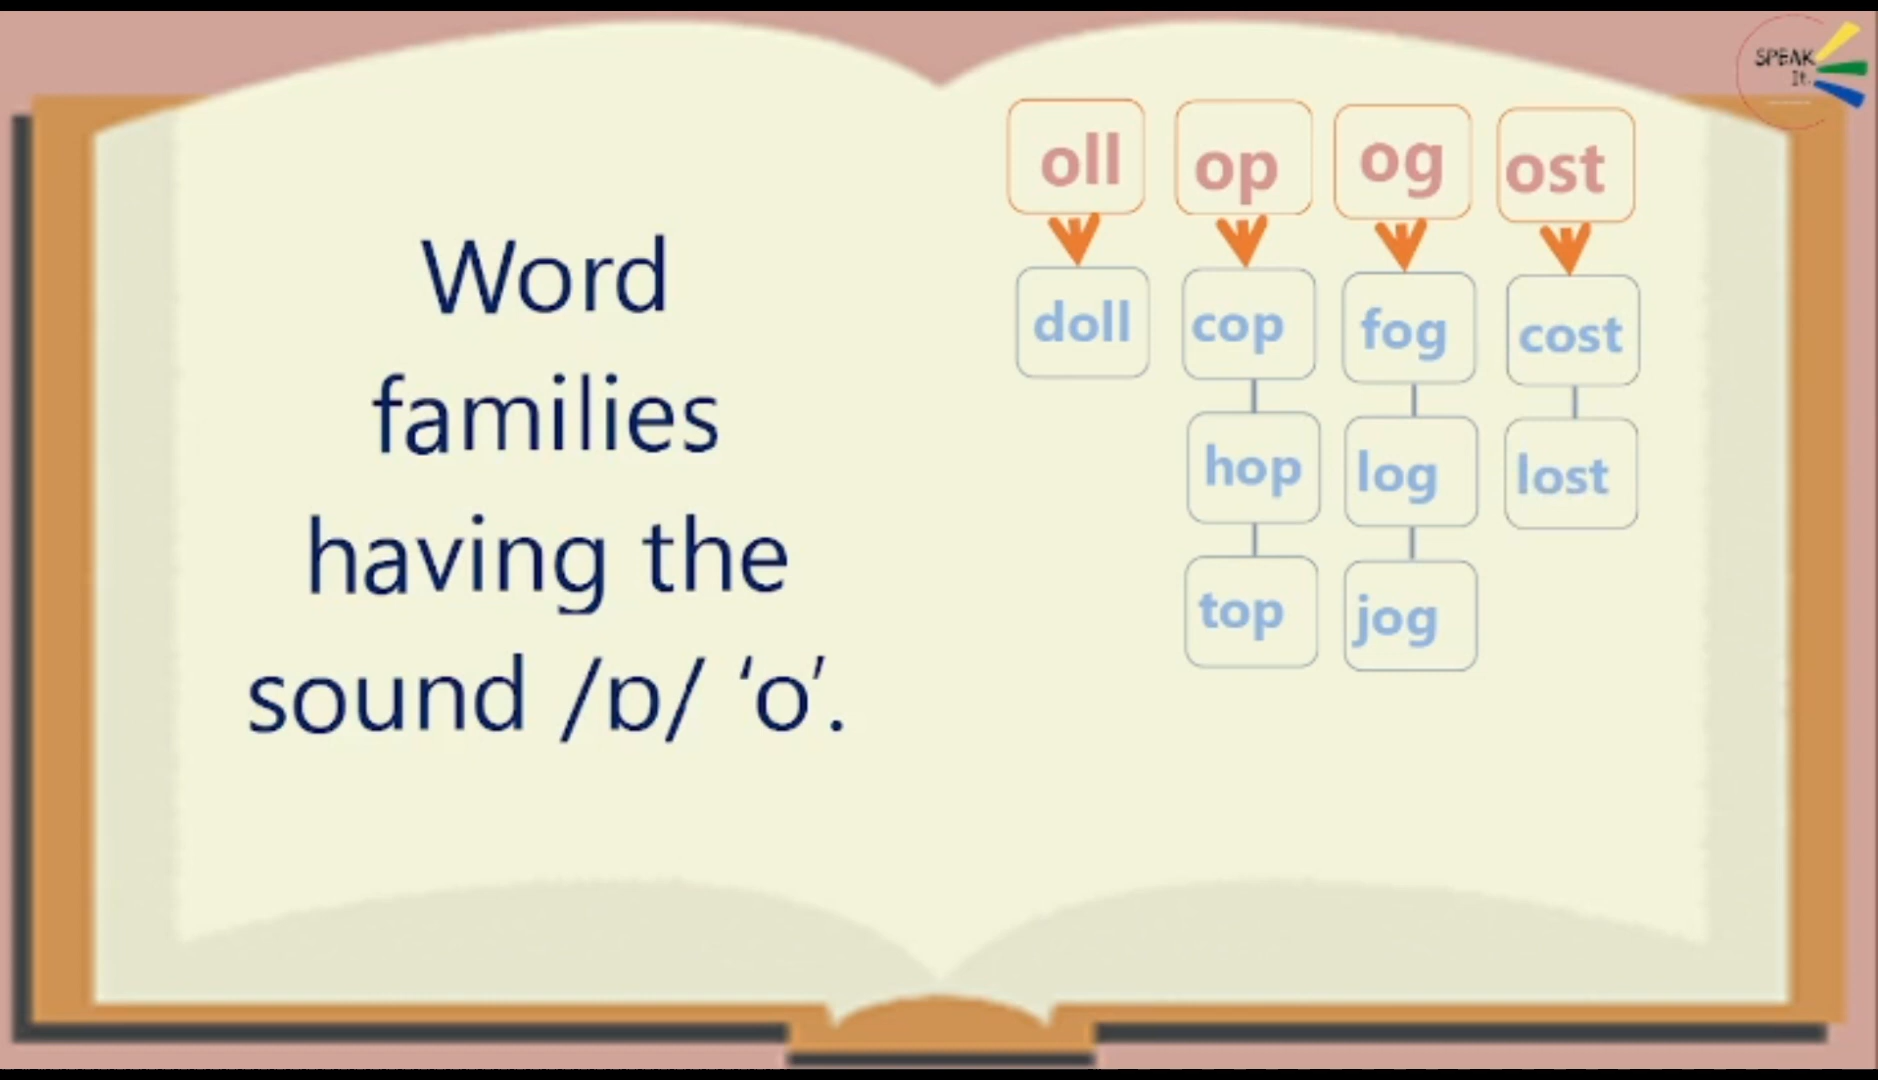 SPEAK
It.
Word
families
having the
sound /ɒ/ ‘o’.
oll op og ost
doll cop fog cost
hop log lost
top jog